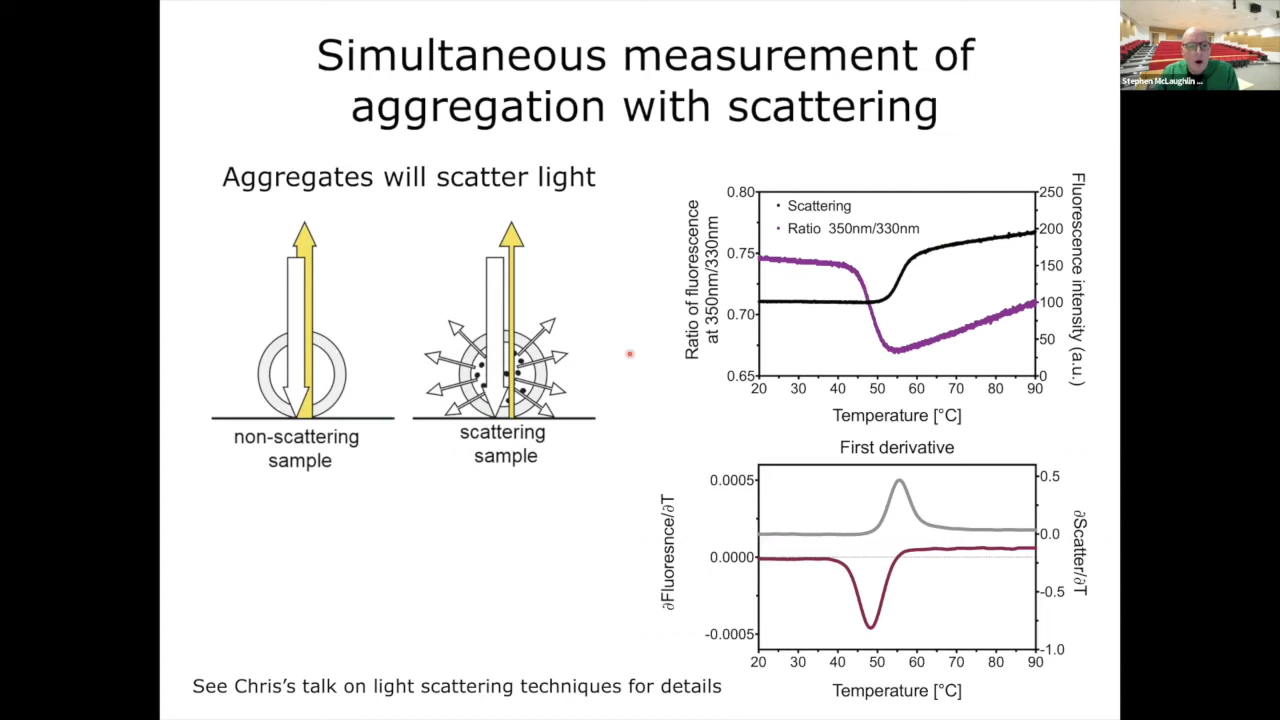 Simultaneous measurement of
aggregation with scattering
Stephen McLaughlin ...
Aggregates will scatter light
non-scattering
sample
scattering
sample
Ratio of fluorescence
at 350nm/330nm
0.80
0.75
0.70
0.65
Scattering
Ratio 350nm/330nm
250
200
150
100
50
0
Fluorescence intensity (a.u.)
20 30 40 50 60 70 80 90
Temperature [°C]
First derivative
∂Fluoresnce/∂T
0.0005
0.0000
-0.0005
0.5
0.0
-0.5
-1.0
∂Scatter/∂T
20 30 40 50 60 70 80 90
Temperature [°C]
See Chris's talk on light scattering techniques for details